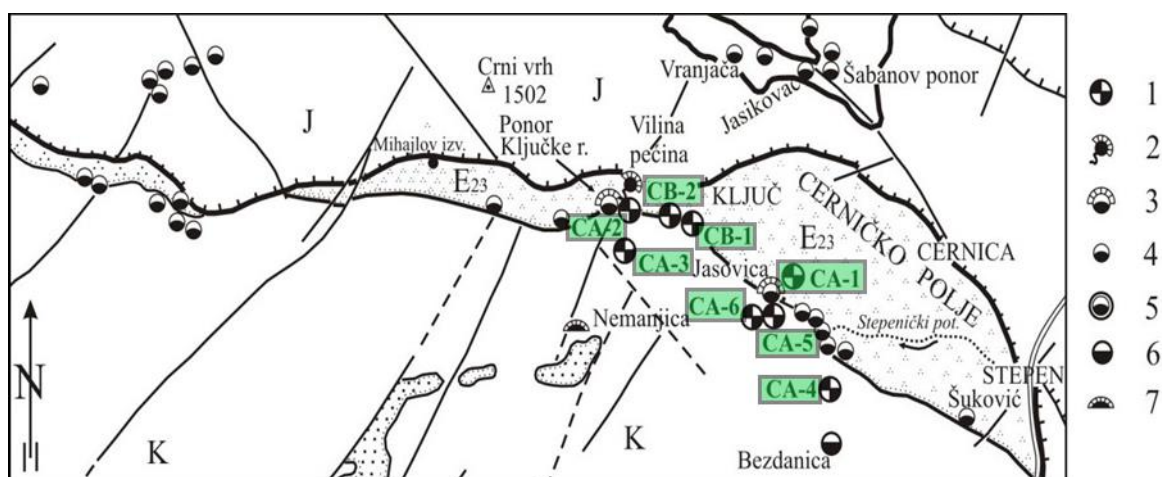 Crni vrh
1502
J
J
Vranjača
Jasikovac
Šabanov ponor
Ponor
Ključke r.
Vilina
pećina
Mihajlov izv.
E23
CB-2
KLJUČ
CERNIČKO POLJE
CA-2
CB-1
E23
CERNICA
CA-3
Jasovica
CA-1
CA-6
Nemanjica
CA-5
Stepenički pot.
STEPEN
CA-4
Šuković
N
K
K
Bezdanica
1
2
3
4
5
6
7